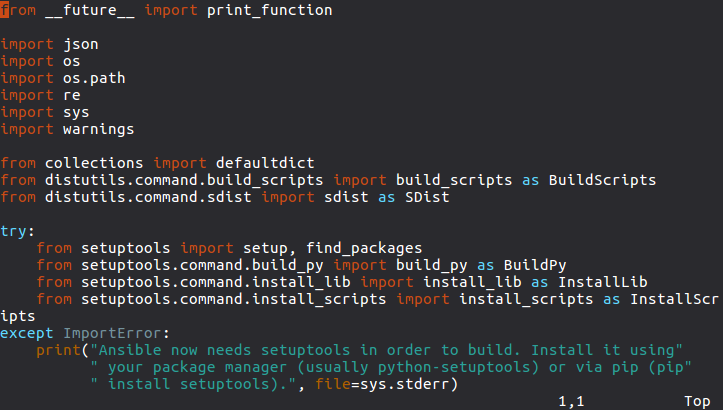 from __future__ import print_function

import json
import os
import os.path
import re
import sys
import warnings

from collections import defaultdict
from distutils.command.build_scripts import build_scripts as BuildScripts
from distutils.command.sdist import sdist as SDist

try:
    from setuptools import setup, find_packages
    from setuptools.command.build_py import build_py as BuildPy
    from setuptools.command.install_lib import install_lib as InstallLib
    from setuptools.command.install_scripts import install_scripts as InstallScr
ipts
except ImportError:
    print("Ansible now needs setuptools in order to build. Install it using"
          " your package manager (usually python-setuptools) or via pip (pip"
          " install setuptools).", file=sys.stderr)
1,1 Top